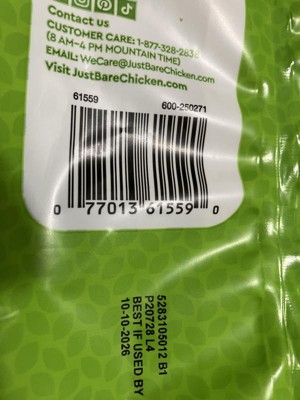 Contact us
CUSTOMER CARE: 1-877-328-2838
(8 AM–4 PM MOUNTAIN TIME)
EMAIL: WeCare@JustBareChicken.com
Visit JustBareChicken.com
61559 600-250271
0 77013 61559 0
5283105012 B1
P20728 L4
BEST IF USED BY
10-10-2026